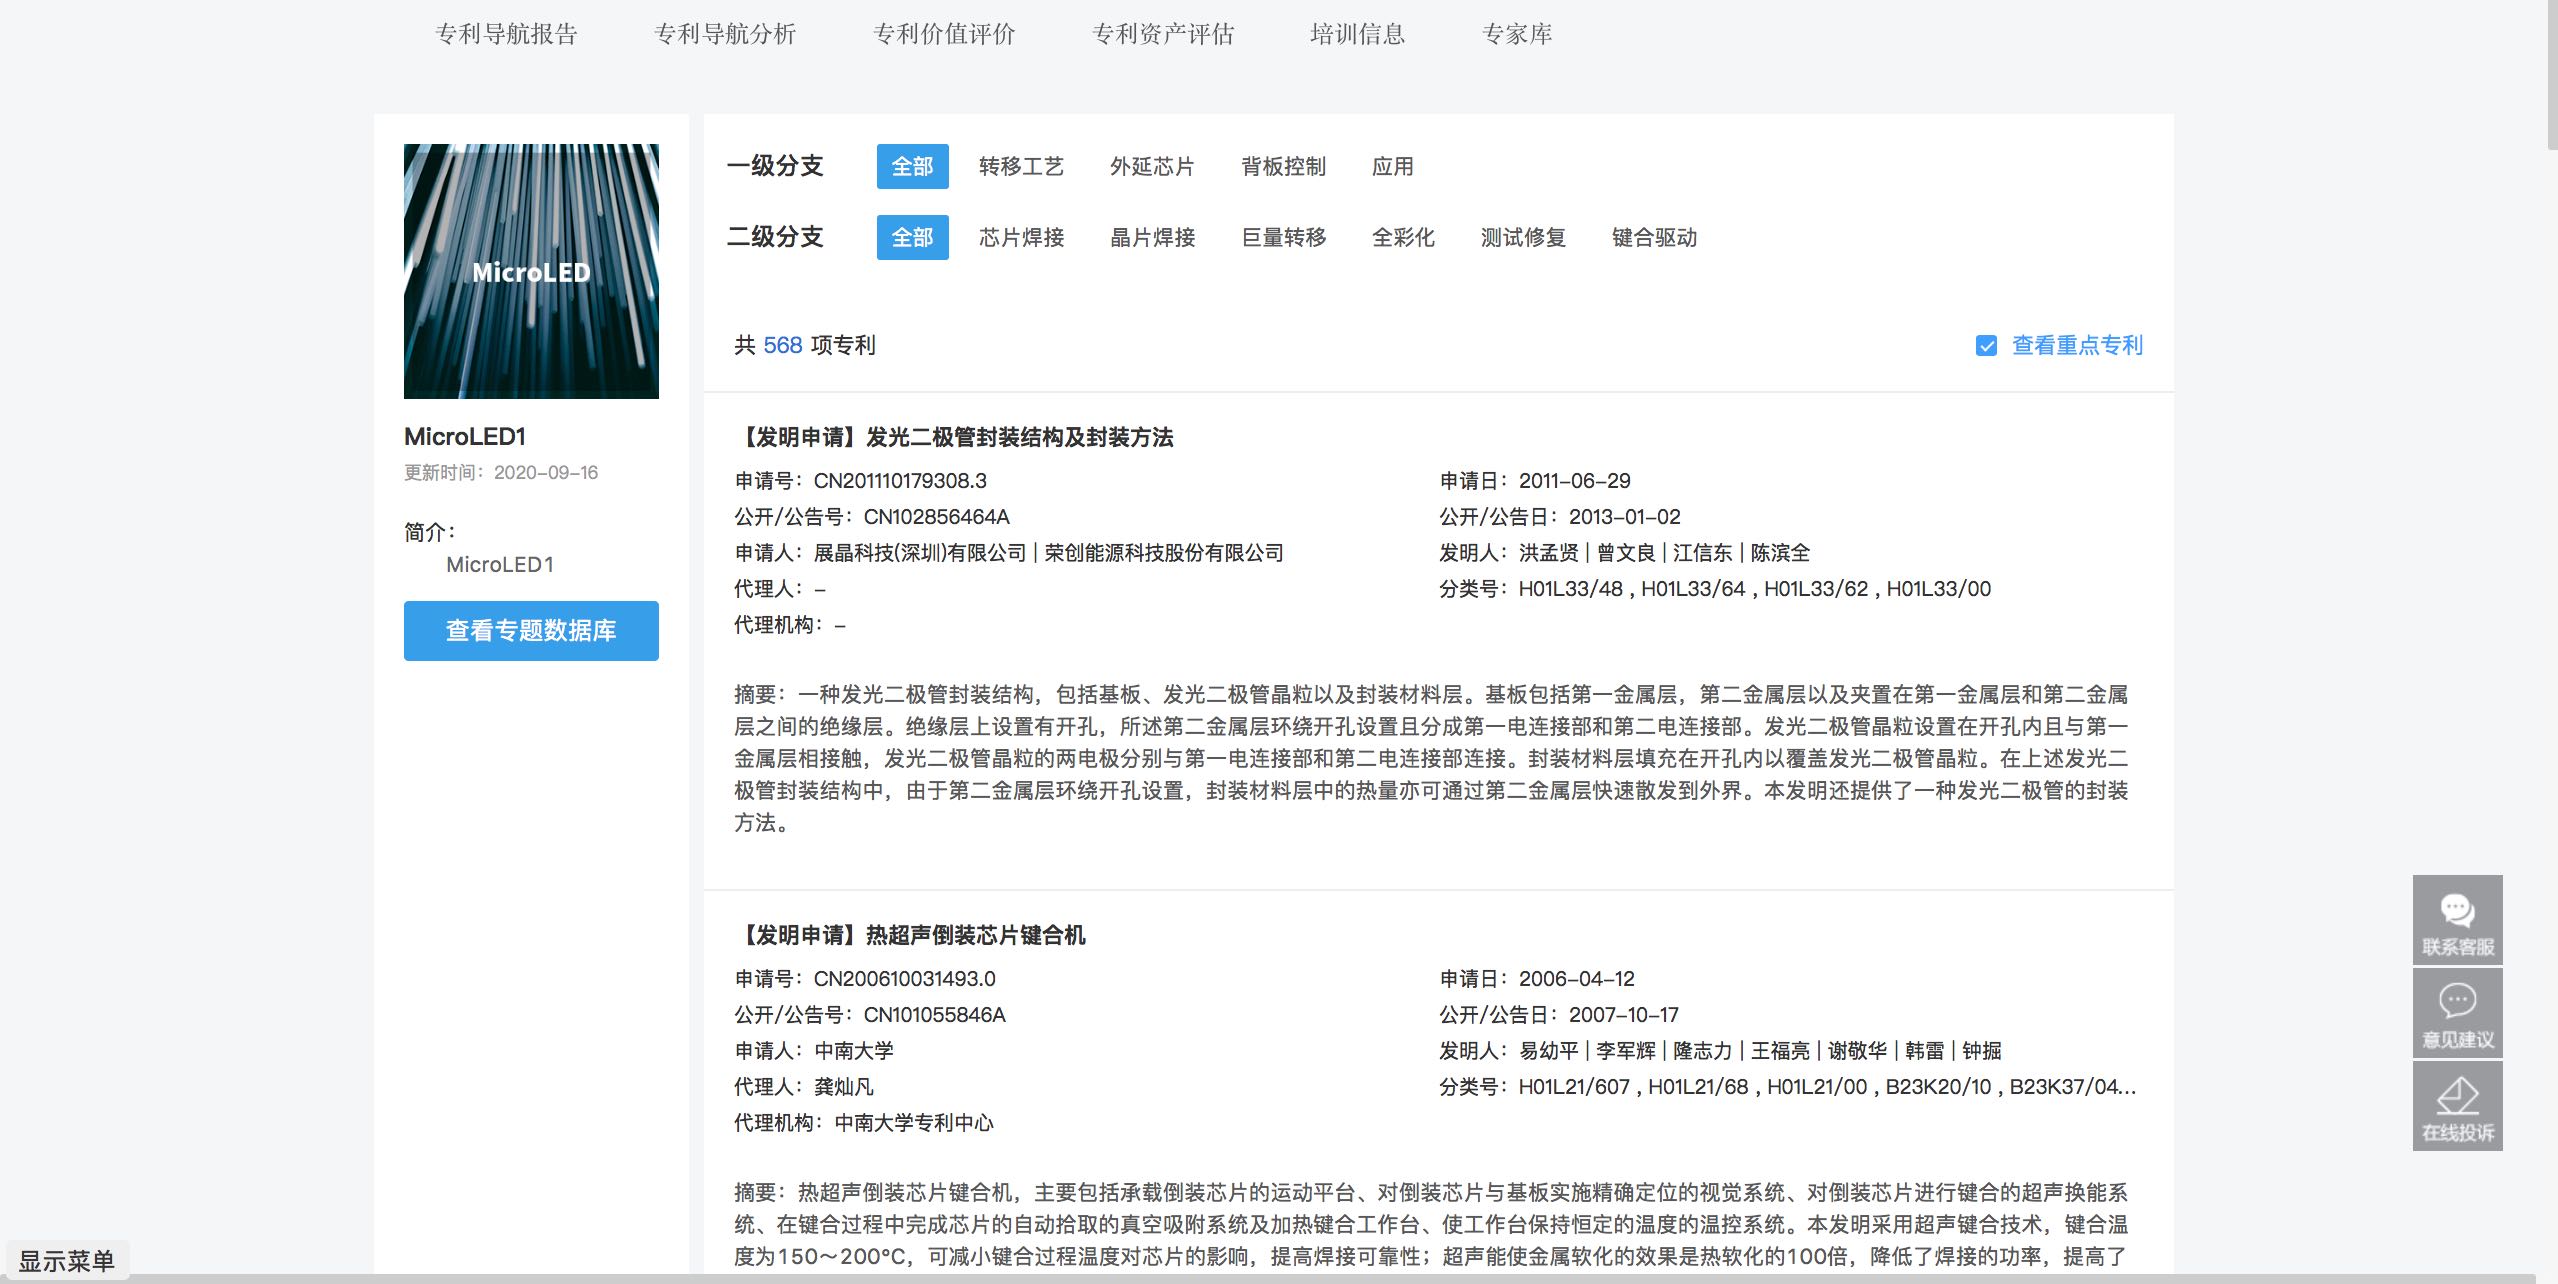 专利导航报告 专利导航分析 专利价值评价 专利资产评估 培训信息 专家库
MicroLED
MicroLED1
更新时间：2020-09-16
简介：
MicroLED1
查看专题数据库
一级分支 全部 转移工艺 外延芯片 背板控制 应用
二级分支 全部 芯片焊接 晶片焊接 巨量转移 全彩化 测试修复 键合驱动
共 568 项专利 查看重点专利
【发明申请】发光二极管封装结构及封装方法
申请号：CN201110179308.3 申请日：2011-06-29
公开/公告号：CN102856464A 公开/公告日：2013-01-02
申请人：展晶科技(深圳)有限公司 | 荣创能源科技股份有限公司 发明人：洪孟贤 | 曾文良 | 江信东 | 陈滨全
代理人：- 分类号：H01L33/48 , H01L33/64 , H01L33/62 , H01L33/00
代理机构：-
摘要：一种发光二极管封装结构，包括基板、发光二极管晶粒以及封装材料层。基板包括第一金属层，第二金属层以及夹置在第一金属层和第二金属
层之间的绝缘层。绝缘层上设置有开孔，所述第二金属层环绕开孔设置且分成第一电连接部和第二电连接部。发光二极管晶粒设置在开孔内且与第一
金属层相接触，发光二极管晶粒的两电极分别与第一电连接部和第二电连接部连接。封装材料层填充在开孔内以覆盖发光二极管晶粒。在上述发光二
极管封装结构中，由于第二金属层环绕开孔设置，封装材料层中的热量亦可通过第二金属层快速散发到外界。本发明还提供了一种发光二极管的封装
方法。
【发明申请】热超声倒装芯片键合机
申请号：CN200610031493.0 申请日：2006-04-12
公开/公告号：CN101055846A 公开/公告日：2007-10-17
申请人：中南大学 发明人：易幼平 | 李军辉 | 隆志力 | 王福亮 | 谢敬华 | 韩雷 | 钟掘
代理人：龚灿凡 分类号：H01L21/607 , H01L21/68 , H01L21/00 , B23K20/10 , B23K37/04...
代理机构：中南大学专利中心
摘要：热超声倒装芯片键合机，主要包括承载倒装芯片的运动平台、对倒装芯片与基板实施精确定位的视觉系统、对倒装芯片进行键合的超声换能系
统、在键合过程中完成芯片的自动拾取的真空吸附系统及加热键合工作台、使工作台保持恒定的温度的温控系统。本发明采用超声键合技术，键合温
度为150～200°C，可减小键合过程温度对芯片的影响，提高焊接可靠性；超声能使金属软化的效果是热软化的100倍，降低了焊接的功率，提高了
联系客服
意见建议
在线投诉
显示菜单